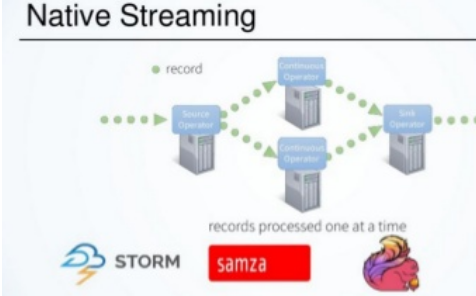 Native Streaming
record
Continuous
Operator
Source
Operator
Sink
Operator
Continuous
Operator
records processed one at a time
STORM
samza